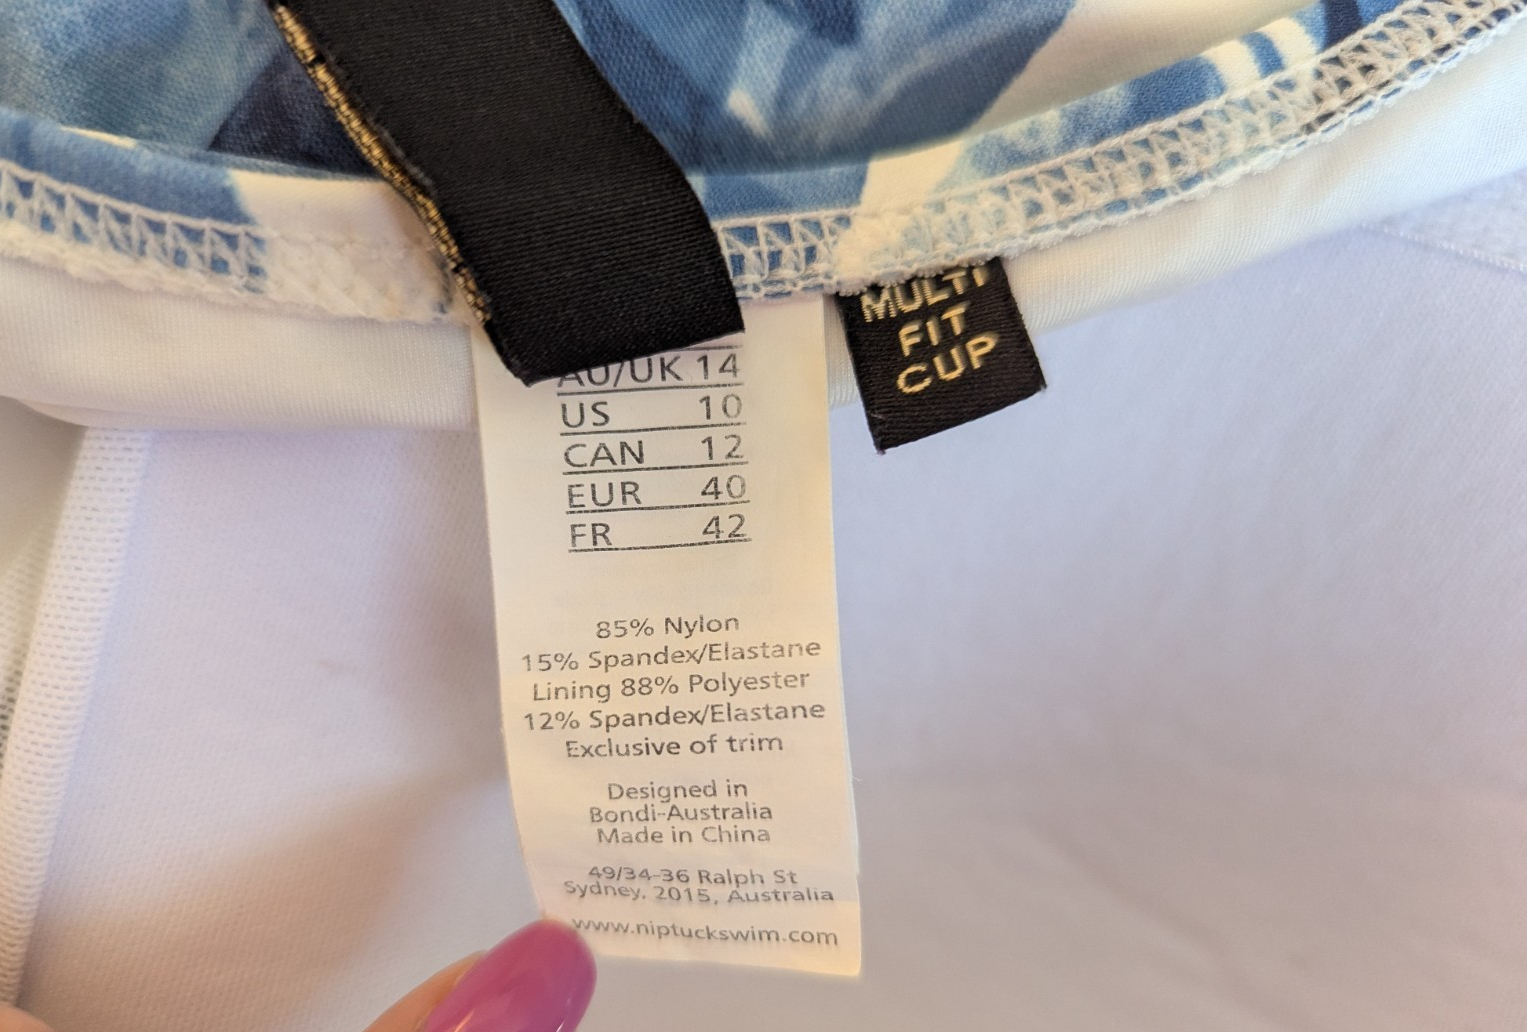 AU/UK 14
US 10
CAN 12
EUR 40
FR 42
85% Nylon
15% Spandex/Elastane
Lining 88% Polyester
12% Spandex/Elastane
Exclusive of trim
Designed in
Bondi-Australia
Made in China
49/34-36 Ralph St
Sydney. 2015, Australia
www.niptuckswim.com
MULTI
FIT
CUP